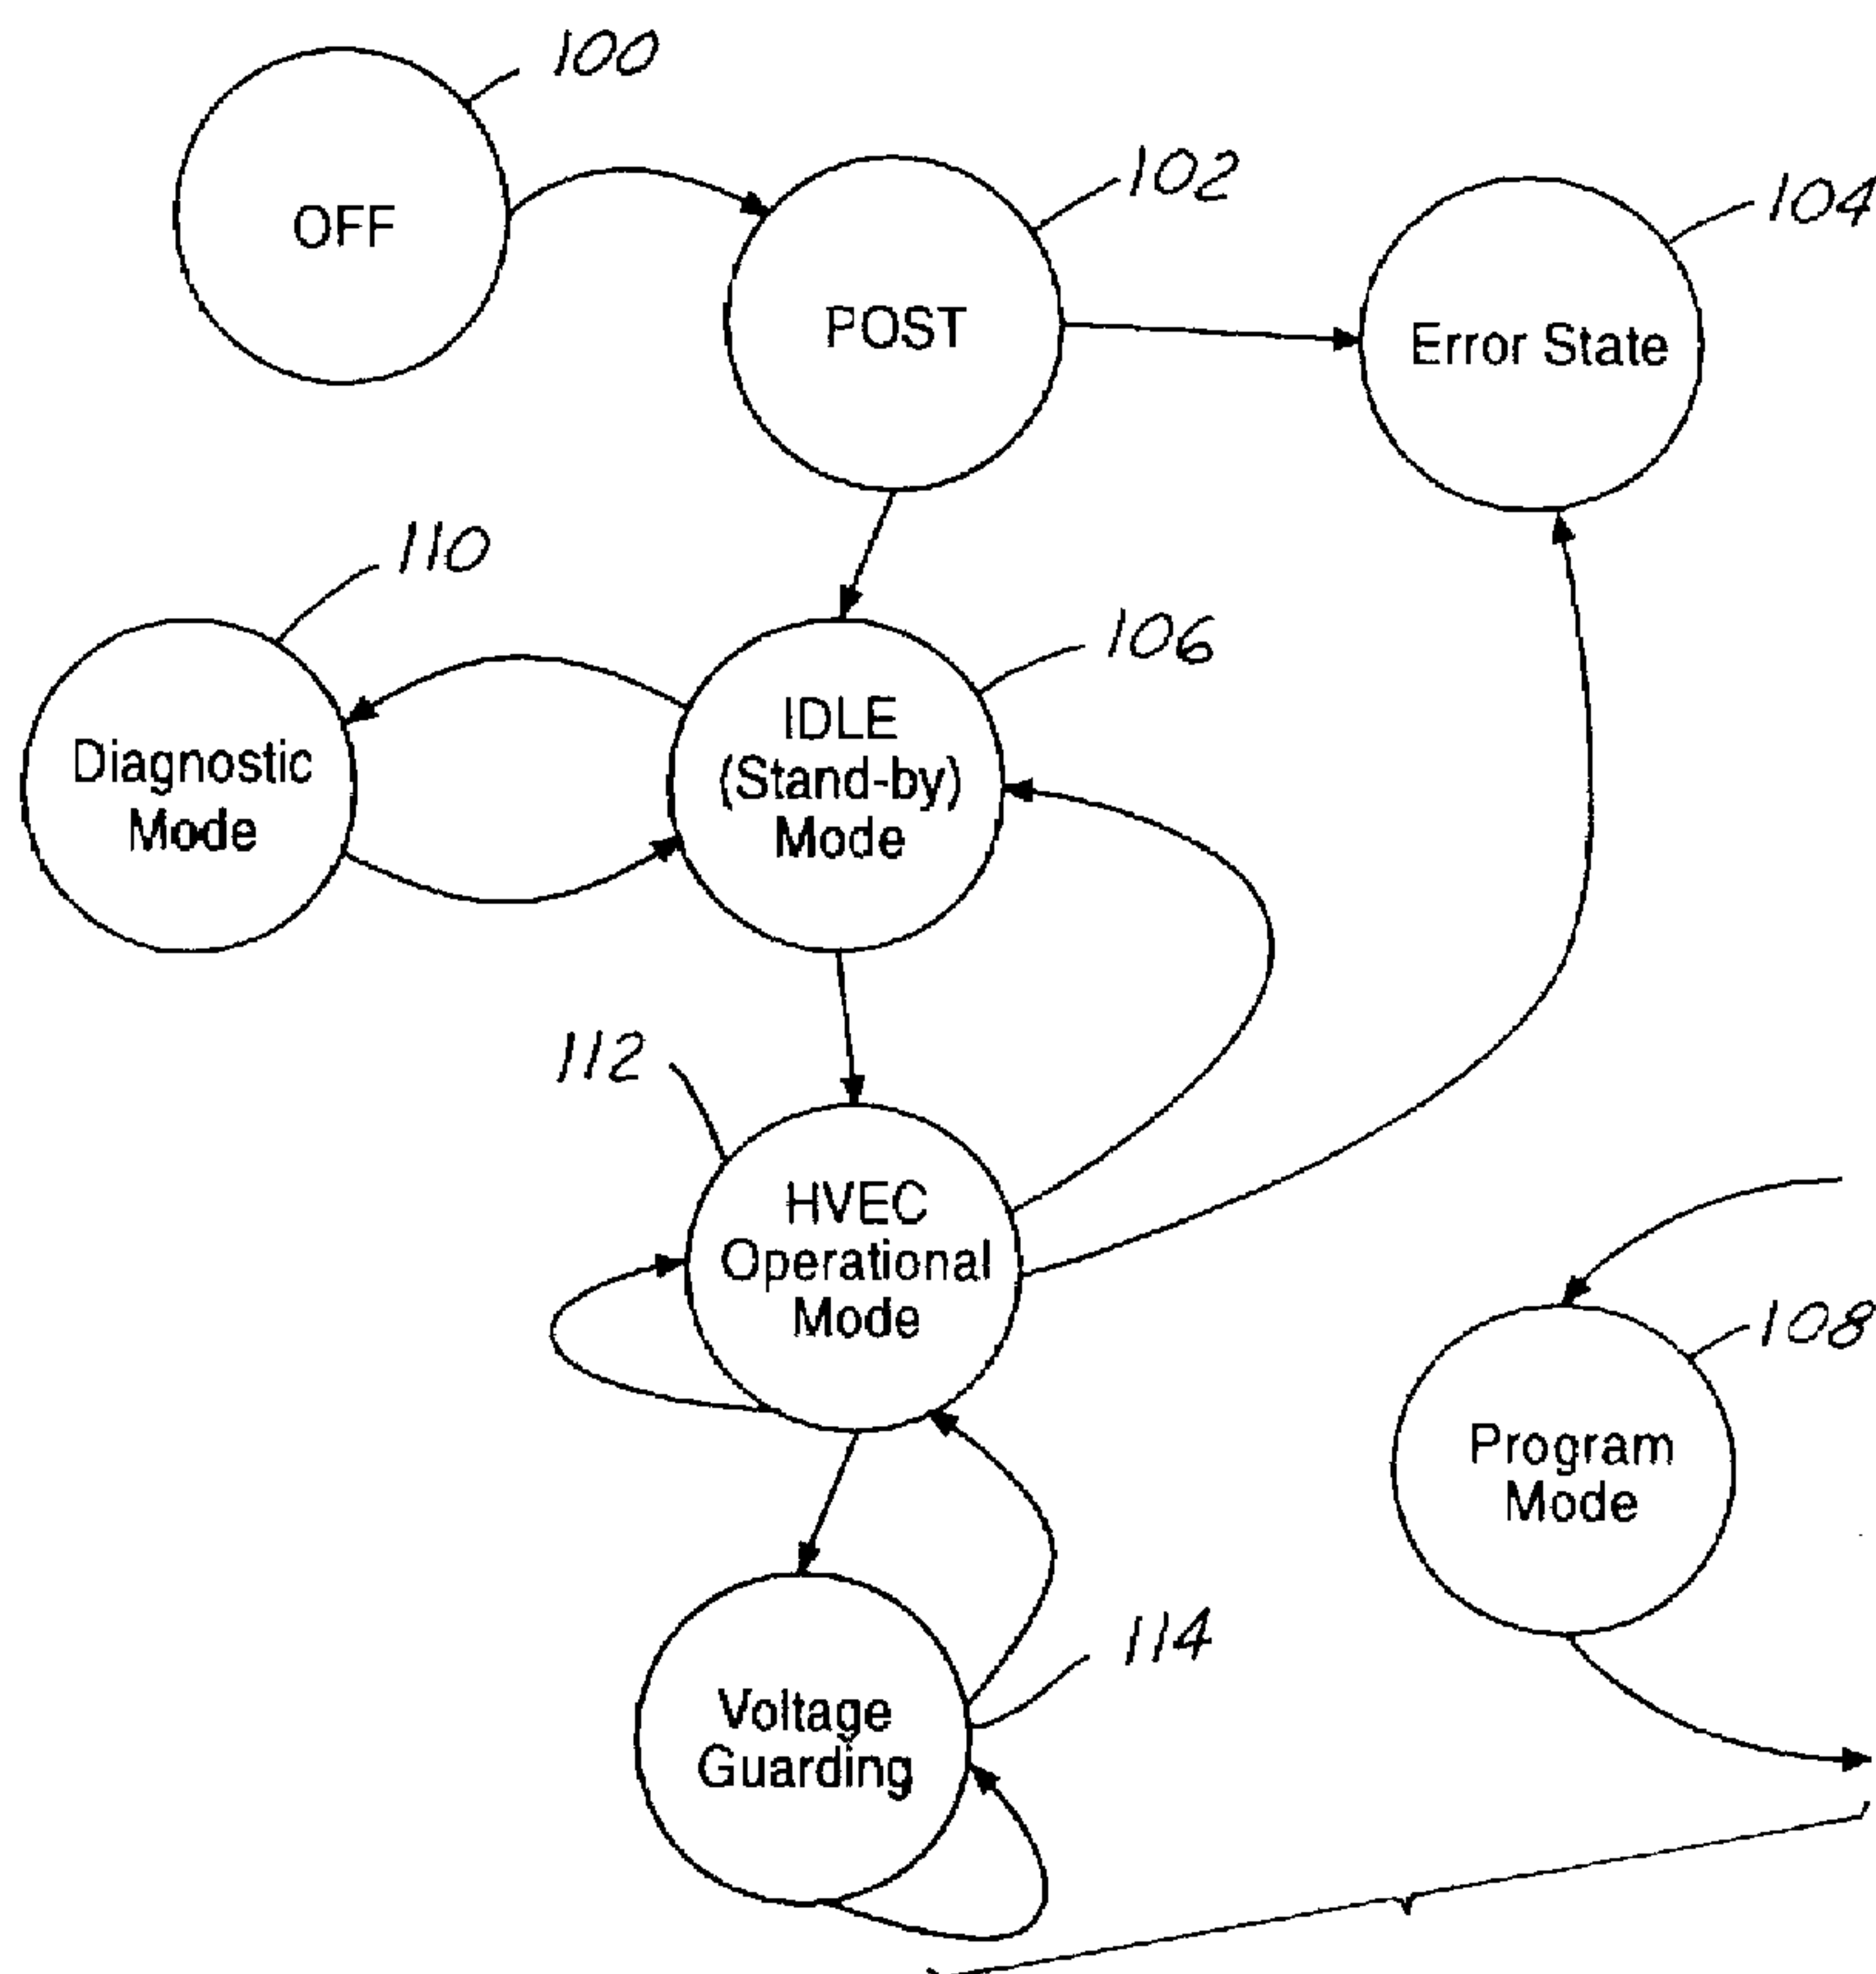 100
OFF
102
POST
104
Error State
110
106
Diagnostic
Mode
IDLE
(Stand-by)
Mode
112
HVEC
Operational
Mode
108
Program
Mode
114
Voltage
Guarding